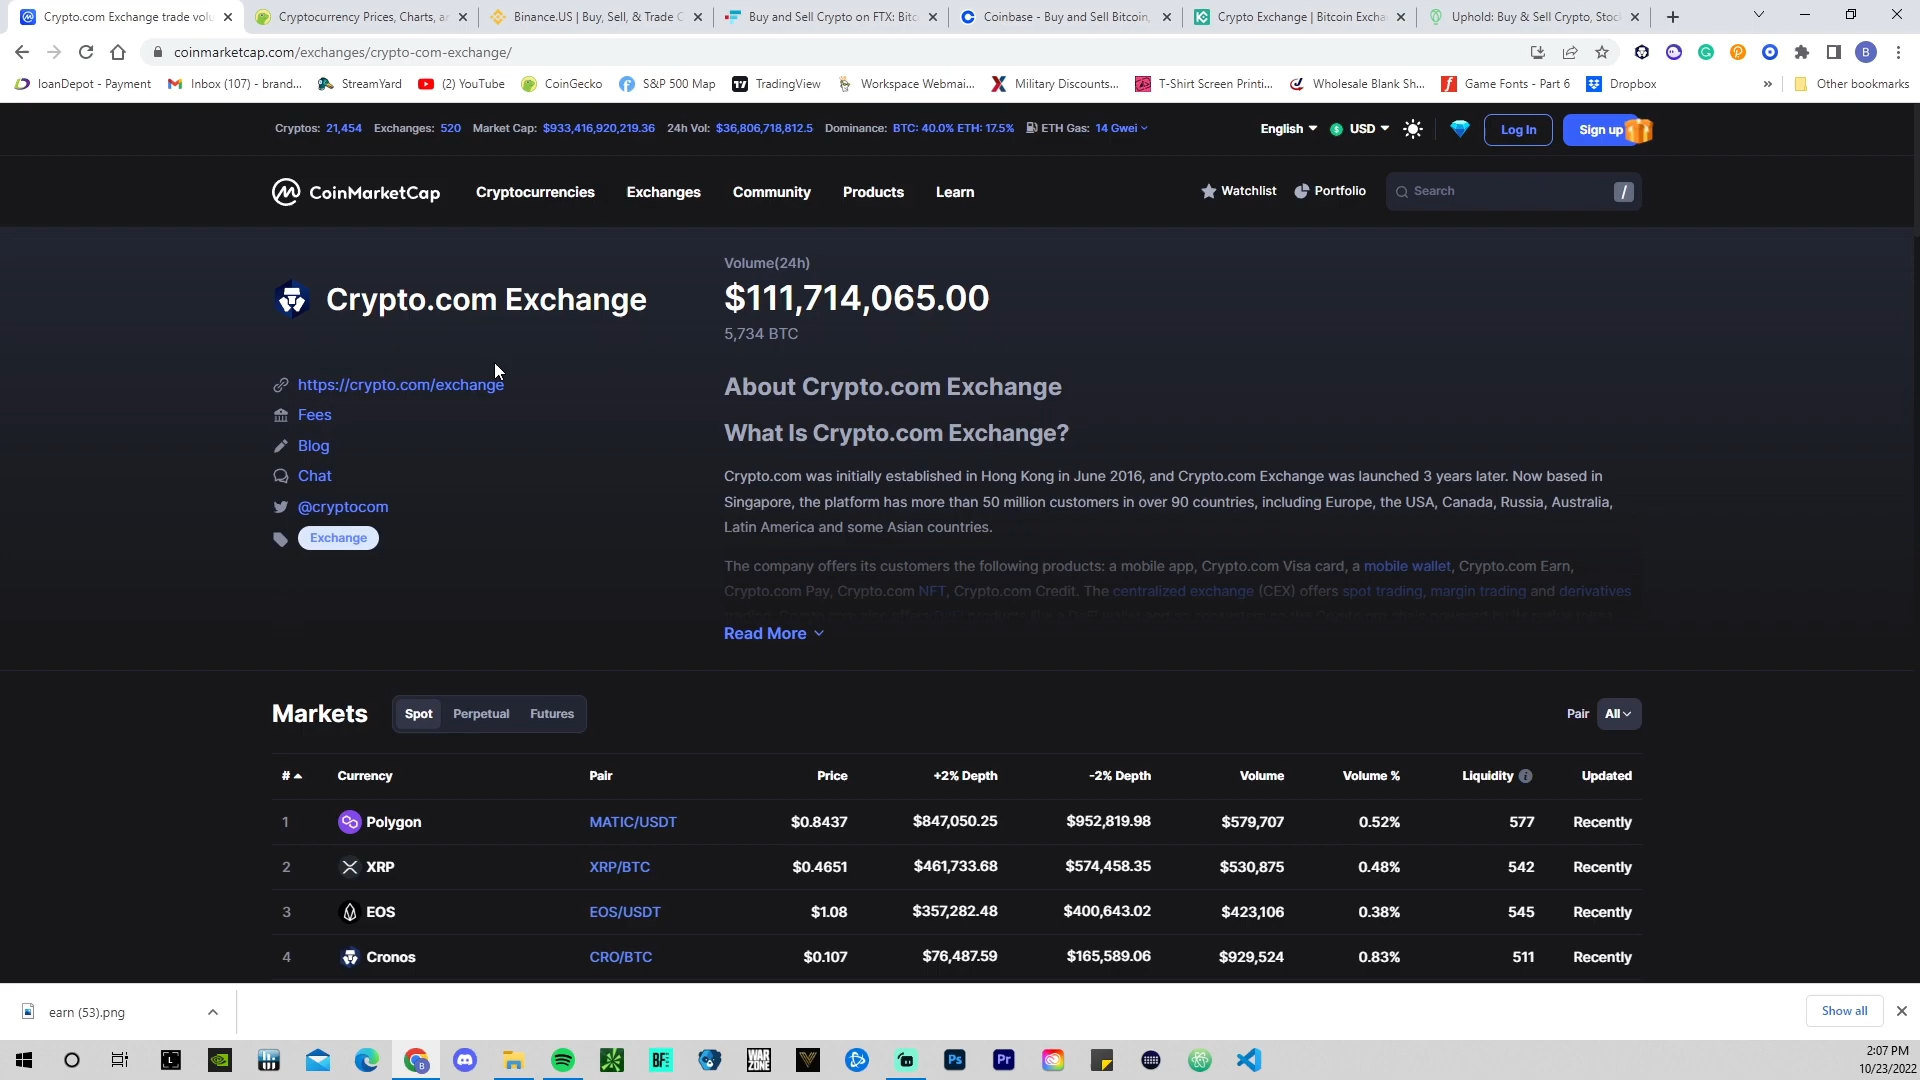 Crypto.com Exchange trade volu
Cryptocurrency Prices, Charts, a
Binance.US | Buy, Sell, & Trade C
Buy and Sell Crypto on FTX: Bitc
Coinbase - Buy and Sell Bitcoin,
Crypto Exchange | Bitcoin Excha
Uphold: Buy & Sell Crypto, Stoc
coinmarketcap.com/exchanges/crypto-com-exchange/
B
loanDepot - Payment
Inbox (107) - brand...
StreamYard
(2) YouTube
CoinGecko
S&P 500 Map
TradingView
Workspace Webmai...
Military Discounts...
T-Shirt Screen Printi...
Wholesale Blank Sh...
Game Fonts - Part 6
Dropbox
»
Other bookmarks
Cryptos: 21,454 Exchanges: 520 Market Cap: $933,416,920,219.36 24h Vol: $36,806,718,812.5 Dominance: BTC: 40.0% ETH: 17.5% ETH Gas: 14 Gwei
English
USD
Log In
Sign up
CoinMarketCap
Cryptocurrencies
Exchanges
Community
Products
Learn
Watchlist
Portfolio
Search
/
Crypto.com Exchange
https://crypto.com/exchange
Fees
Blog
Chat
@cryptocom
Exchange
Volume(24h)
$111,714,065.00
5,734 BTC
About Crypto.com Exchange
What Is Crypto.com Exchange?
Crypto.com was initially established in Hong Kong in June 2016, and Crypto.com Exchange was launched 3 years later. Now based in
Singapore, the platform has more than 50 million customers in over 90 countries, including Europe, the USA, Canada, Russia, Australia,
Latin America and some Asian countries.
The company offers its customers the following products: a mobile app, Crypto.com Visa card, a mobile wallet, Crypto.com Earn,
Crypto.com Pay, Crypto.com NFT, Crypto.com Credit. The centralized exchange (CEX) offers spot trading, margin trading and derivatives
Read More
Markets
Spot Perpetual Futures
Pair
All
# Currency Pair Price +2% Depth -2% Depth Volume Volume % Liquidity Updated
1 Polygon MATIC/USDT $0.8437 $847,050.25 $952,819.98 $579,707 0.52% 577 Recently
2 XRP XRP/BTC $0.4651 $461,733.68 $574,458.35 $530,875 0.48% 542 Recently
3 EOS EOS/USDT $1.08 $357,282.48 $400,643.02 $423,106 0.38% 545 Recently
4 Cronos CRO/BTC $0.107 $76,487.59 $165,589.06 $929,524 0.83% 511 Recently
earn (53).png
Show all
BF
WAR
ZONE
Ps
Pr
2:07 PM
10/23/2022